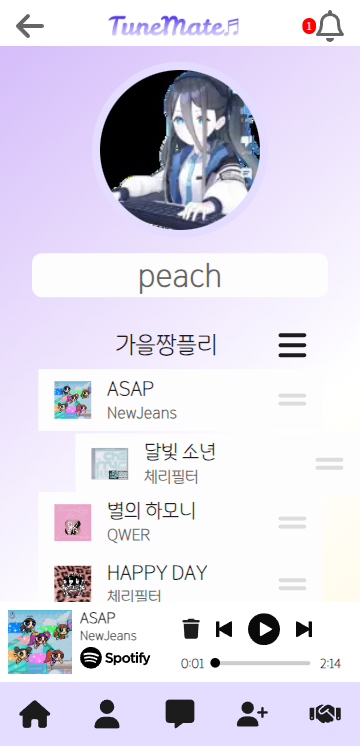 TuneMate
1
peach
가을짱플리
ASAP
NewJeans
달빛 소년
체리필터
별의 하모니
QWER
HAPPY DAY
체리필터
ASAP
NewJeans
Spotify
0:01
2:14